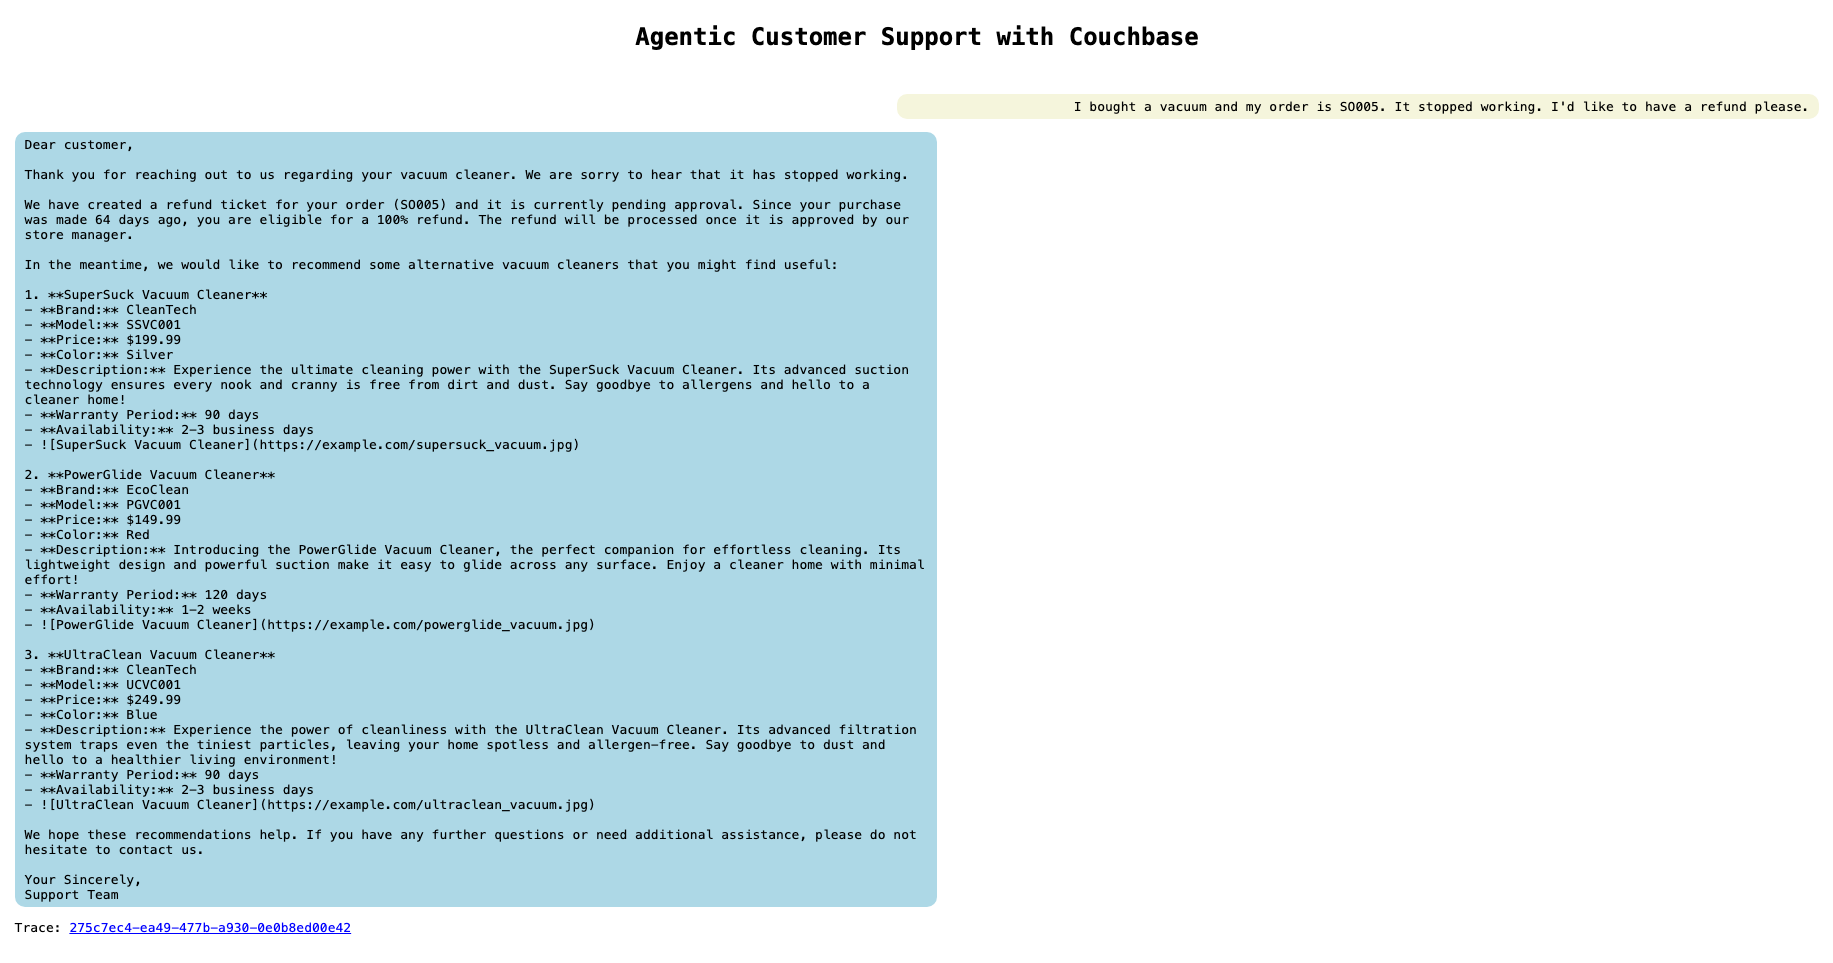 Agentic Customer Support with Couchbase
I bought a vacuum and my order is SO005. It stopped working. I'd like to have a refund please.
Dear customer,
Thank you for reaching out to us regarding your vacuum cleaner. We are sorry to hear that it has stopped working.
We have created a refund ticket for your order (SO005) and it is currently pending approval. Since your purchase
was made 64 days ago, you are eligible for a 100% refund. The refund will be processed once it is approved by our
store manager.
In the meantime, we would like to recommend some alternative vacuum cleaners that you might find useful:
1. **SuperSuck Vacuum Cleaner**
- **Brand:** CleanTech
- **Model:** SSVC001
- **Price:** $199.99
- **Color:** Silver
- **Description:** Experience the ultimate cleaning power with the SuperSuck Vacuum Cleaner. Its advanced suction
technology ensures every nook and cranny is free from dirt and dust. Say goodbye to allergens and hello to a
cleaner home!
- **Warranty Period:** 90 days
- **Availability:** 2-3 business days
- ![SuperSuck Vacuum Cleaner](https://example.com/supersuck_vacuum.jpg)
2. **PowerGlide Vacuum Cleaner**
- **Brand:** EcoClean
- **Model:** PGVC001
- **Price:** $149.99
- **Color:** Red
- **Description:** Introducing the PowerGlide Vacuum Cleaner, the perfect companion for effortless cleaning. Its
lightweight design and powerful suction make it easy to glide across any surface. Enjoy a cleaner home with minimal
effort!
- **Warranty Period:** 120 days
- **Availability:** 1-2 weeks
- ![PowerGlide Vacuum Cleaner](https://example.com/powerglide_vacuum.jpg)
3. **UltraClean Vacuum Cleaner**
- **Brand:** CleanTech
- **Model:** UCVC001
- **Price:** $249.99
- **Color:** Blue
- **Description:** Experience the power of cleanliness with the UltraClean Vacuum Cleaner. Its advanced filtration
system traps even the tiniest particles, leaving your home spotless and allergen-free. Say goodbye to dust and
hello to a healthier living environment!
- **Warranty Period:** 90 days
- **Availability:** 2-3 business days
- ![UltraClean Vacuum Cleaner](https://example.com/ultraclean_vacuum.jpg)
We hope these recommendations help. If you have any further questions or need additional assistance, please do not
hesitate to contact us.
Your Sincerely,
Support Team
Trace: 275c7ec4-ea49-477b-a930-0e0b8ed00e42